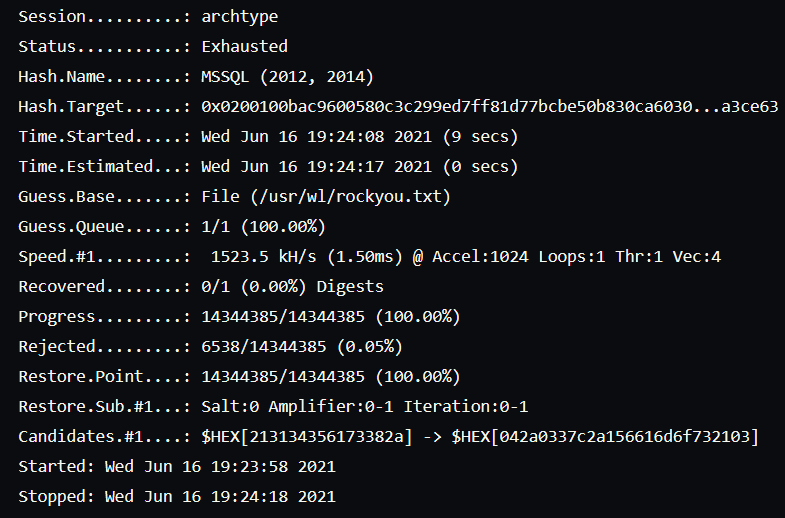 Session..........: archtype
Status...........: Exhausted
Hash.Name........: MSSQL (2012, 2014)
Hash.Target......: 0x0200100bac9600580c3c299ed7ff81d77bcbe50b830ca6030...a3ce63
Time.Started.....: Wed Jun 16 19:24:08 2021 (9 secs)
Time.Estimated...: Wed Jun 16 19:24:17 2021 (0 secs)
Guess.Base.......: File (/usr/wl/rockyou.txt)
Guess.Queue......: 1/1 (100.00%)
Speed.#1.........:  1523.5 kH/s (1.50ms) @ Accel:1024 Loops:1 Thr:1 Vec:4
Recovered........: 0/1 (0.00%) Digests
Progress.........: 14344385/14344385 (100.00%)
Rejected.........: 6538/14344385 (0.05%)
Restore.Point....: 14344385/14344385 (100.00%)
Restore.Sub.#1...: Salt:0 Amplifier:0-1 Iteration:0-1
Candidates.#1....: $HEX[213134356173382a] -> $HEX[042a0337c2a156616d6f732103]
Started: Wed Jun 16 19:23:58 2021
Stopped: Wed Jun 16 19:24:18 2021